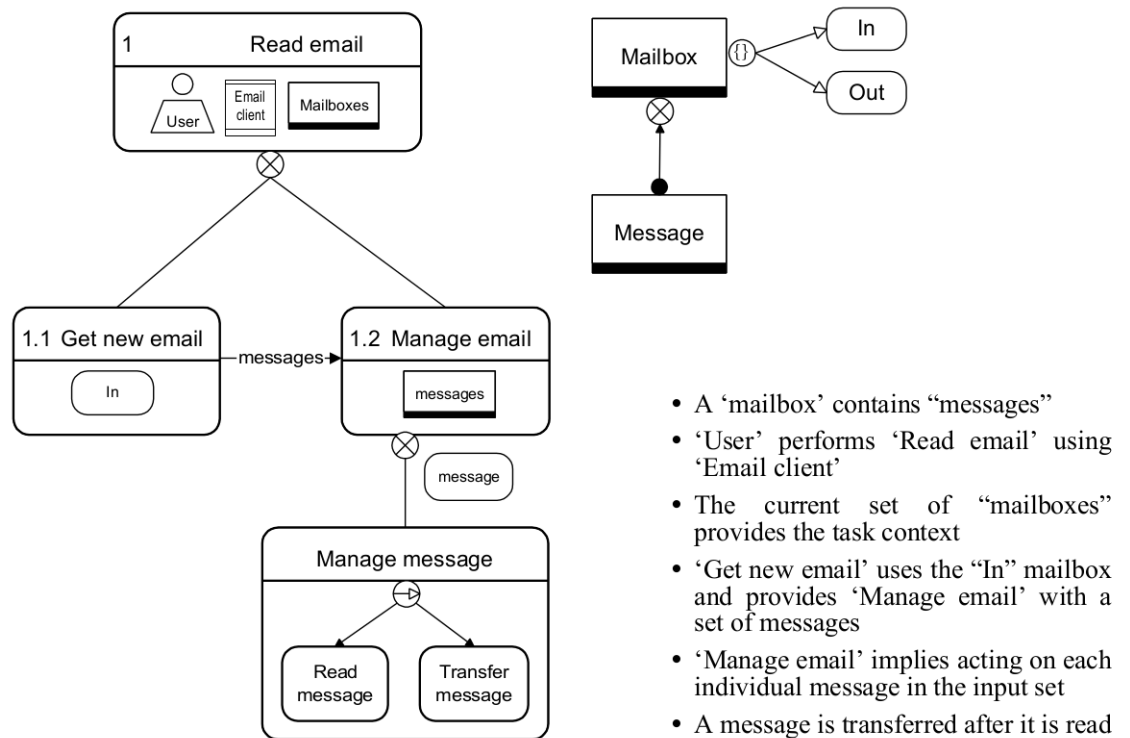 1 Read email
User
Email
client
Mailboxes
Mailbox
{}
In
Out
Message
1.1 Get new email
In
messages
1.2 Manage email
messages
message
Manage message
Read
message
Transfer
message
• A ‘mailbox’ contains “messages”
• ‘User’ performs ‘Read email’ using
‘Email client’
• The current set of “mailboxes”
provides the task context
• ‘Get new email’ uses the “In” mailbox
and provides ‘Manage email’ with a
set of messages
• ‘Manage email’ implies acting on each
individual message in the input set
• A message is transferred after it is read